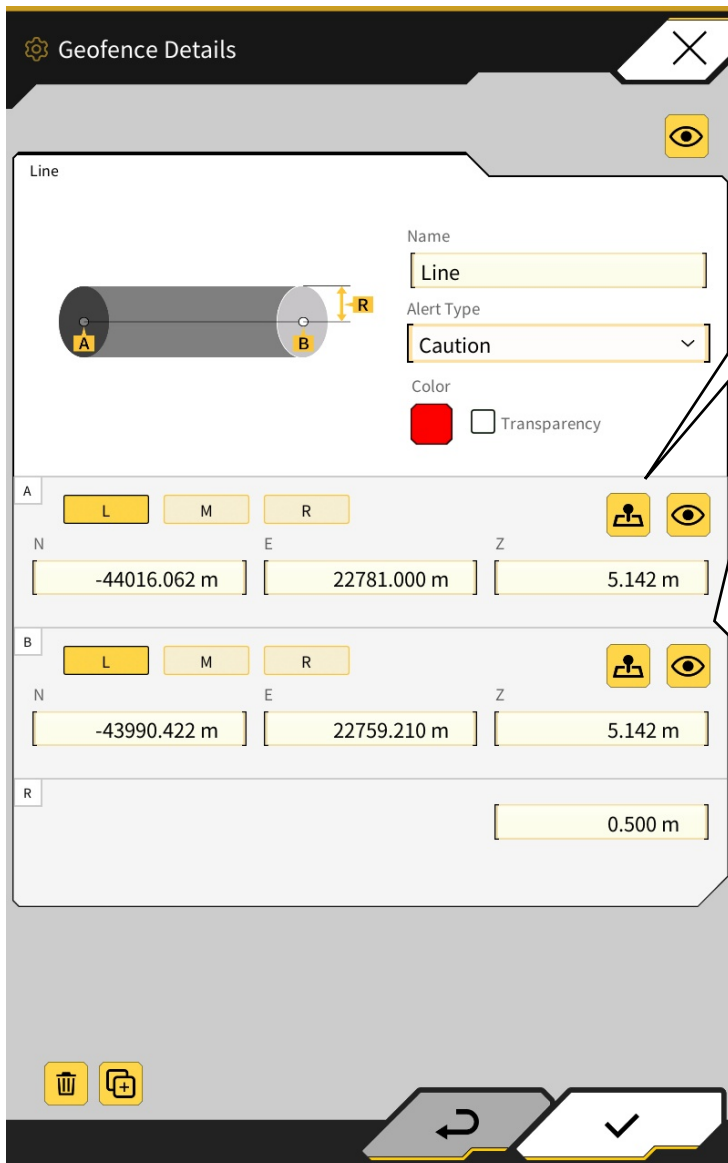 Geofence Details
Line
Name
Line
R
Alert Type
A
B
Caution
Color
Transparency
A
L M R
N E Z
-44016.062 m 22781.000 m 5.142 m
B
L M R
N E Z
-43990.422 m 22759.210 m 5.142 m
R
0.500 m